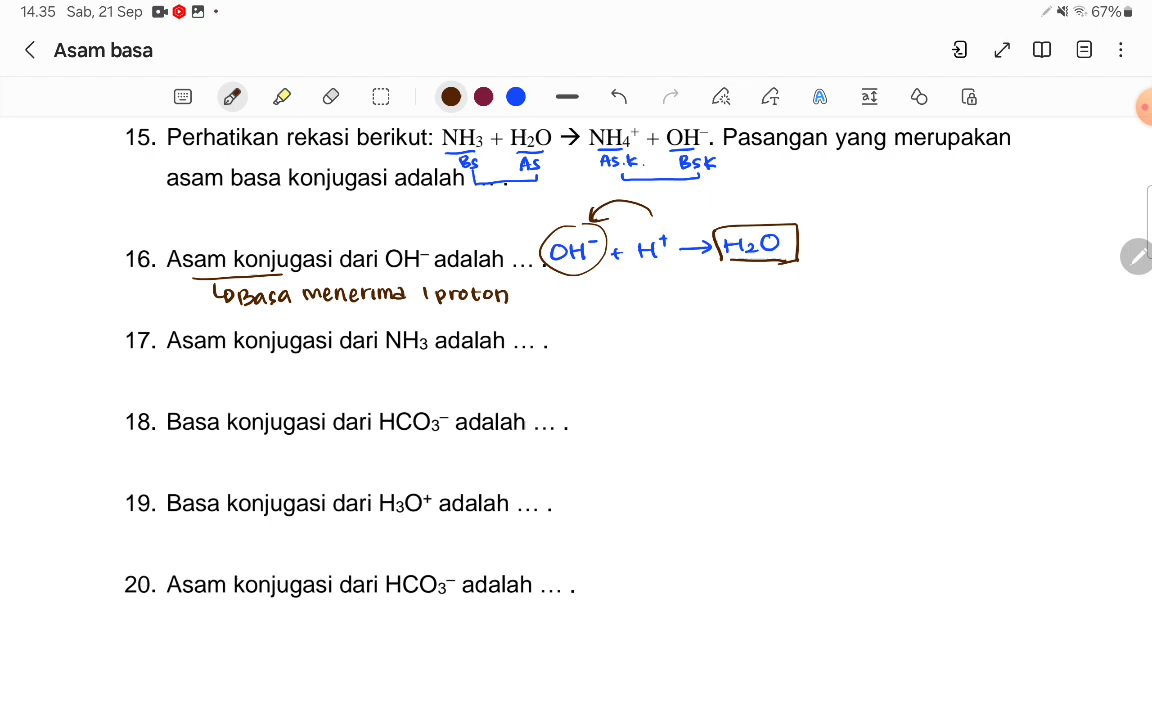 14.35 Sab, 21 Sep 67%
Asam basa
15. Perhatikan rekasi berikut: NH₃ + H₂O → NH₄⁺ + OH⁻. Pasangan yang merupakan
Bs As As.k. Bsk
asam basa konjugasi adalah ... .
16. Asam konjugasi dari OH⁻ adalah ... . OH⁻ + H⁺ → H₂O
↳ Basa menerima 1 proton
17. Asam konjugasi dari NH₃ adalah ... .
18. Basa konjugasi dari HCO₃⁻ adalah ... .
19. Basa konjugasi dari H₃O⁺ adalah ... .
20. Asam konjugasi dari HCO₃⁻ adalah ... .